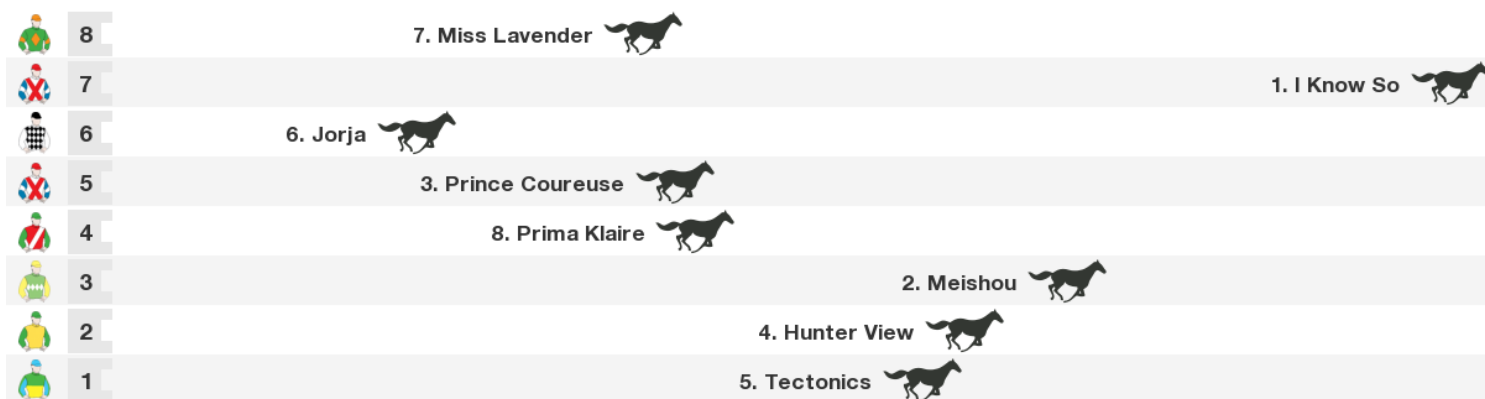 8 7. Miss Lavender
7 1. I Know So
6 6. Jorja
5 3. Prince Coureuse
4 8. Prima Klaire
3 2. Meishou
2 4. Hunter View
1 5. Tectonics